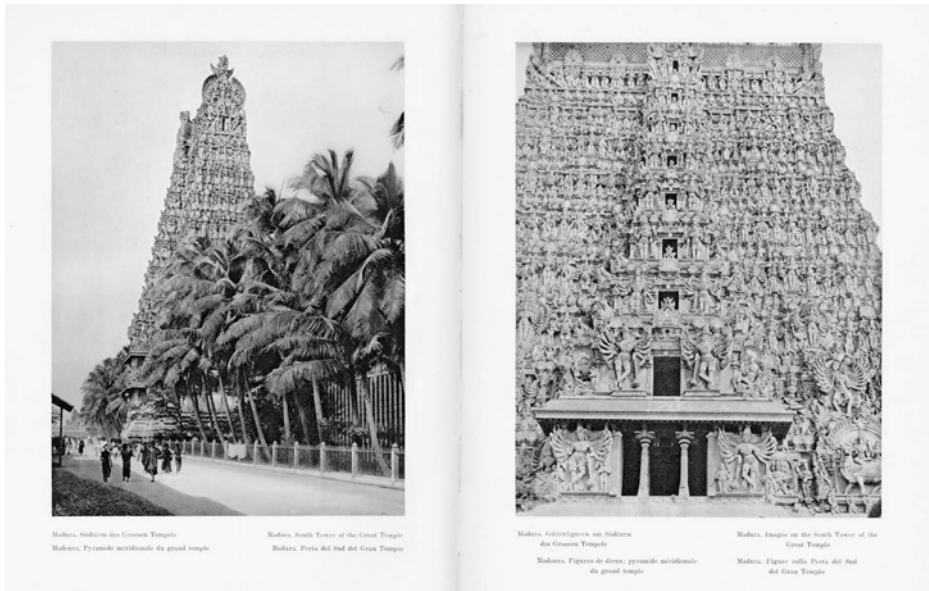 Madura. Südturm des Grossen Tempels
Madoura. Pyramide méridionale du grand temple
Madura. South Tower of the Great Temple
Madura. Porta del Sud del Gran Tempio
Madura. Götterfiguren am Südturm
des Grossen Tempels
Madoura. Figures de dieux: pyramide méridionale
du grand temple
Madura. Images on the South Tower of the
Great Temple
Madura. Figure sulla Porta del Sud
del Gran Tempio